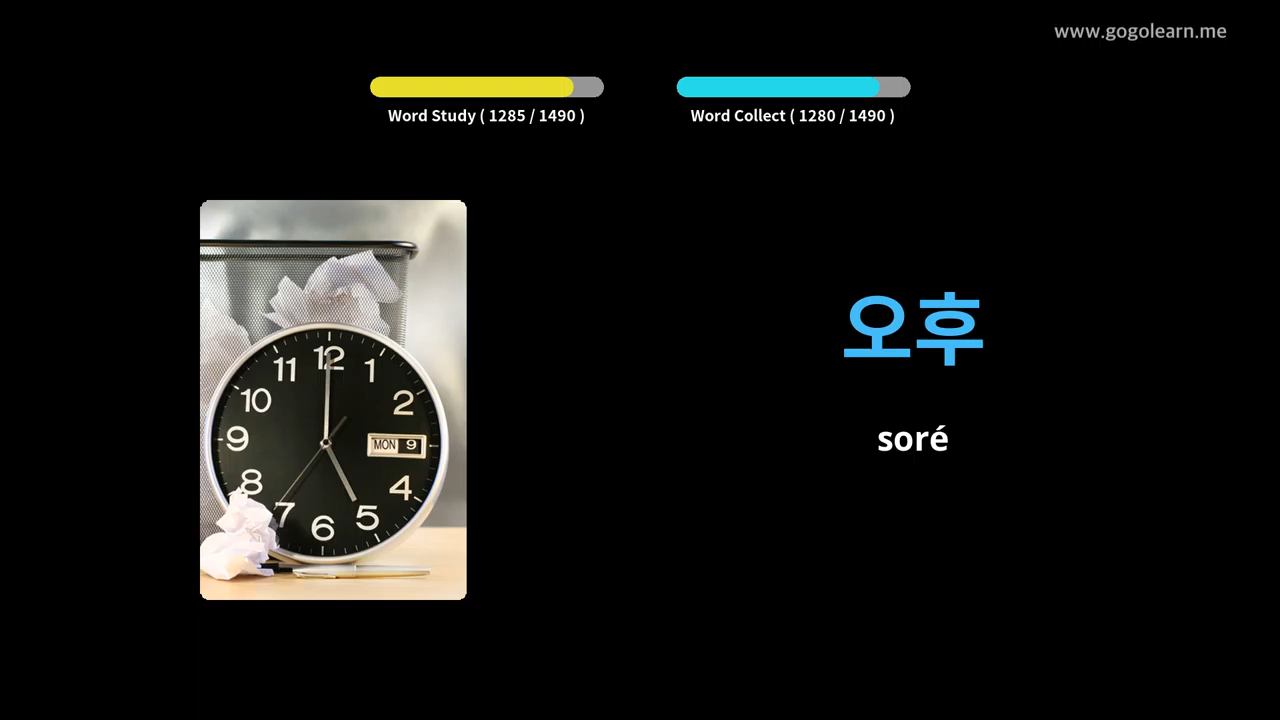 www.gogolearn.me
Word Study ( 1285 / 1490 )
Word Collect ( 1280 / 1490 )
오후
soré
12
1
2
3
4
5
6
7
8
9
10
11
MON 9